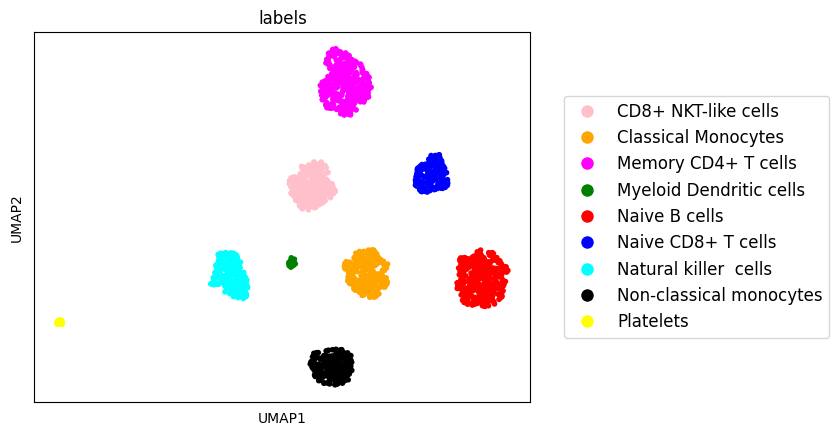 labels
UMAP2
UMAP1
CD8+ NKT-like cells
Classical Monocytes
Memory CD4+ T cells
Myeloid Dendritic cells
Naive B cells
Naive CD8+ T cells
Natural killer  cells
Non-classical monocytes
Platelets